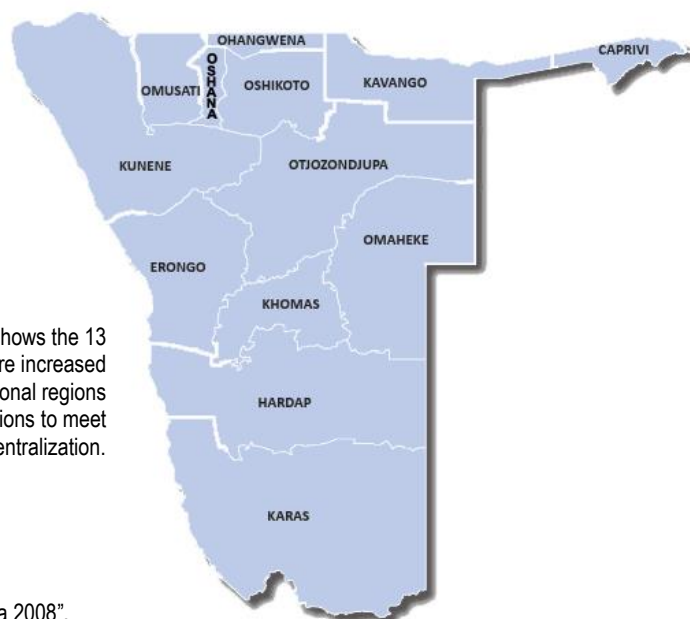 OHANGWENA
CAPRIVI
OSHANA
OMUSATI
OSHIKOTO
KAVANGO
KUNENE
OTJOZONDJUPA
OMAHEKE
ERONGO
KHOMAS
hows the 13
re increased
onal regions
ions to meet
entralization.
HARDAP
KARAS
a 2008”.